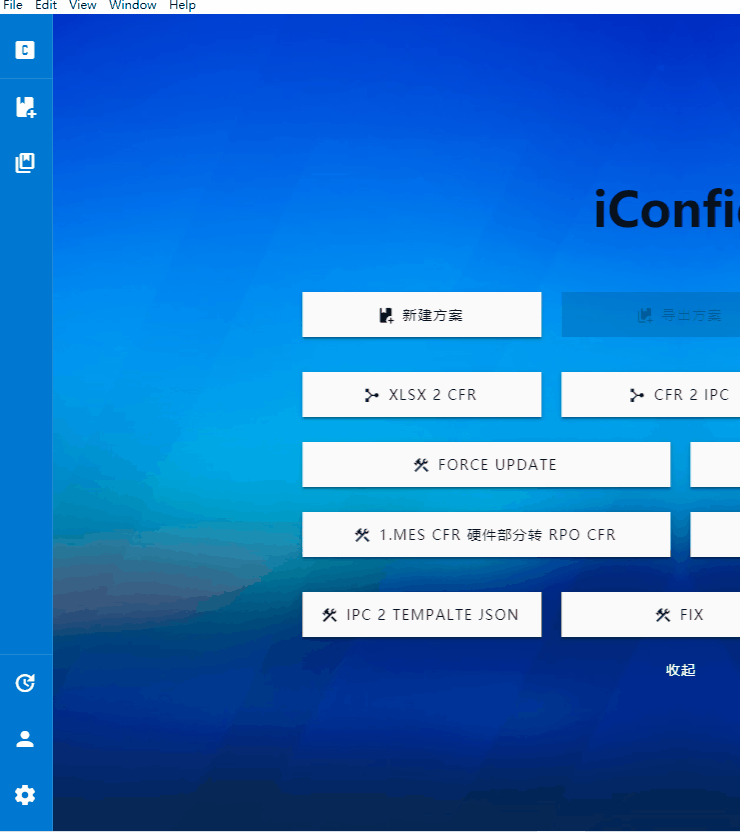 File Edit View Window Help
C
iConfi
新建方案 导出方案
XLSX 2 CFR CFR 2 IPC
FORCE UPDATE
1.MES CFR 硬件部分转 RPO CFR
IPC 2 TEMPALTE JSON FIX
收起